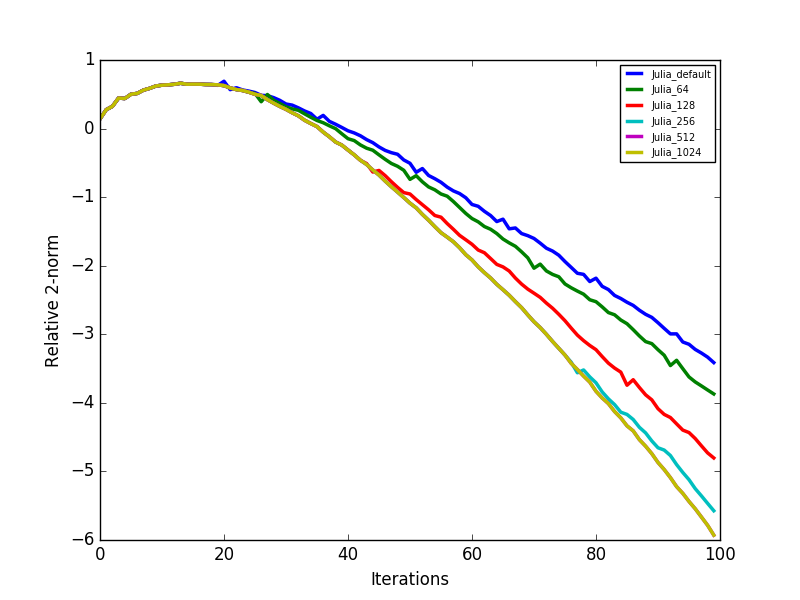 1
0
−1
−2
−3
−4
−5
−6
Relative 2-norm
0
20
40
60
80
100
Iterations
Julia_default
Julia_64
Julia_128
Julia_256
Julia_512
Julia_1024